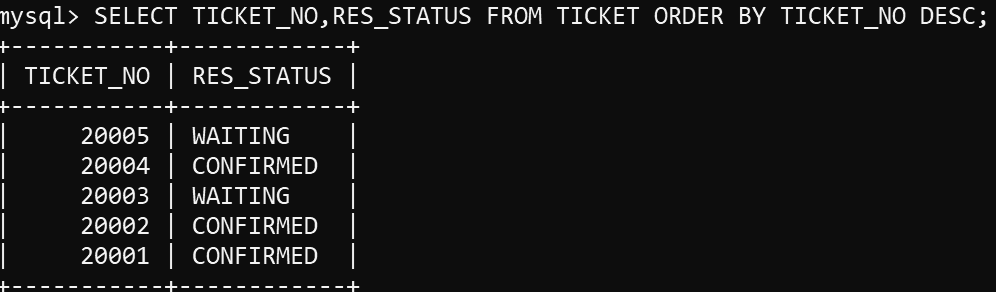 mysql> SELECT TICKET_NO,RES_STATUS FROM TICKET ORDER BY TICKET_NO DESC;
+-----------+------------+
| TICKET_NO | RES_STATUS |
+-----------+------------+
|     20005 | WAITING    |
|     20004 | CONFIRMED  |
|     20003 | WAITING    |
|     20002 | CONFIRMED  |
|     20001 | CONFIRMED  |
+-----------+------------+